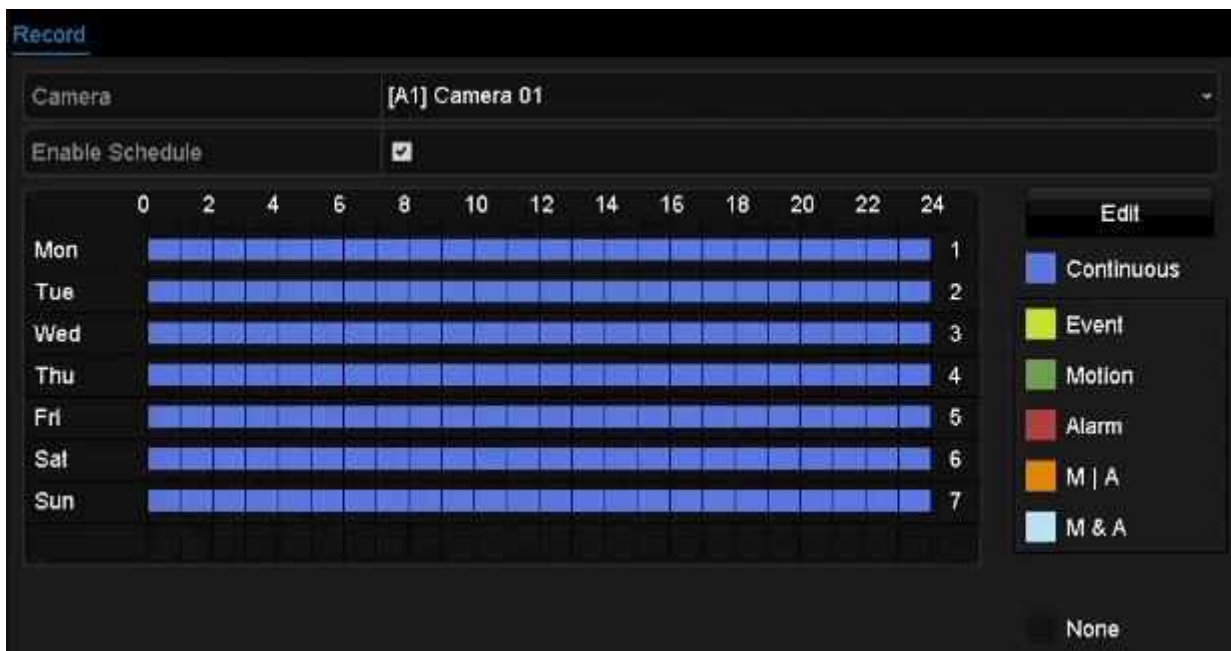 Record
Camera [A1] Camera 01
Enable Schedule
0 2 4 6 8 10 12 14 16 18 20 22 24
Mon 1
Tue 2
Wed 3
Thu 4
Fri 5
Sat 6
Sun 7
Edit
Continuous
Event
Motion
Alarm
M | A
M & A
None